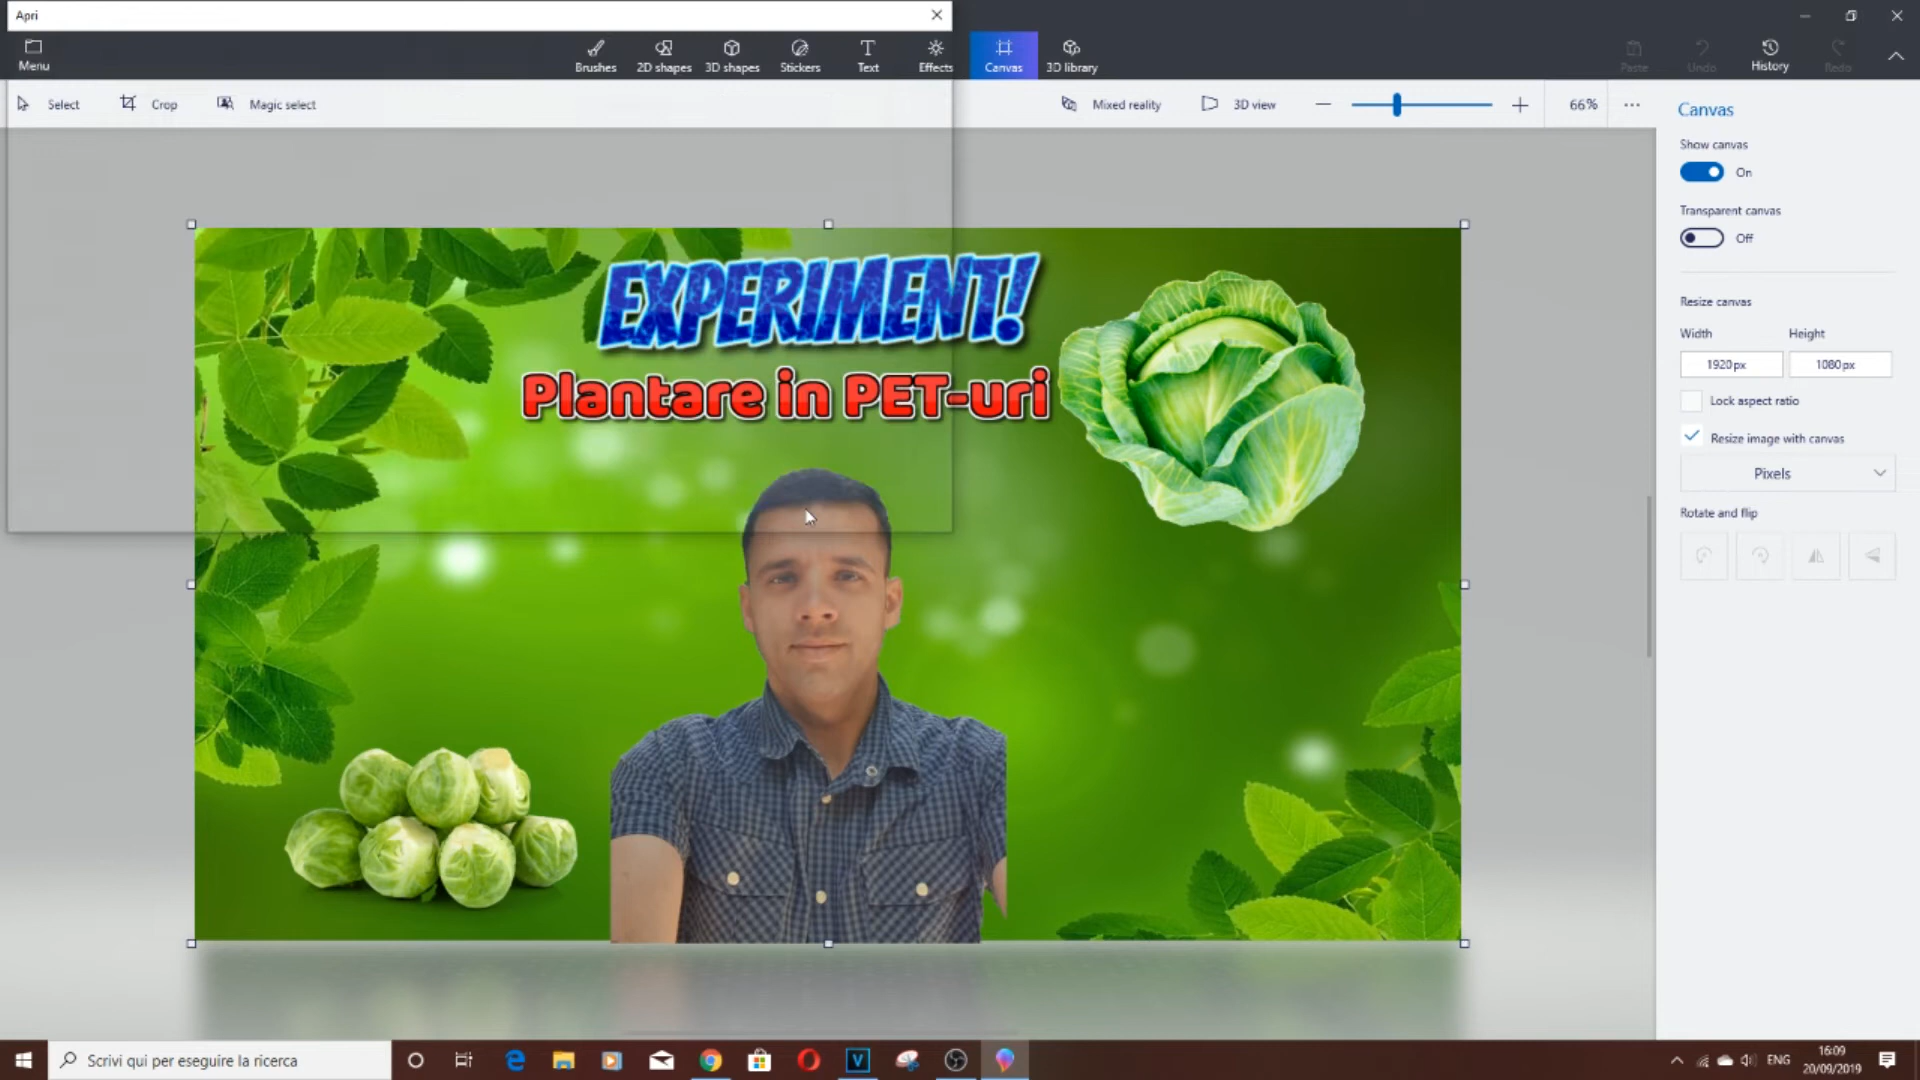 Apri
Menu
Brushes
2D shapes
3D shapes
Stickers
Text
Effects
Canvas
3D library
Paste
Undo
History
Redo
Select
Crop
Magic select
Mixed reality
3D view
66%
Canvas
Show canvas
On
Transparent canvas
Off
Resize canvas
Width
Height
1920px
1080px
Lock aspect ratio
Resize image with canvas
Pixels
Rotate and flip
EXPERIMENT!
Plantare in PET-uri
Scrivi qui per eseguire la ricerca
ENG
16:09
20/09/2019